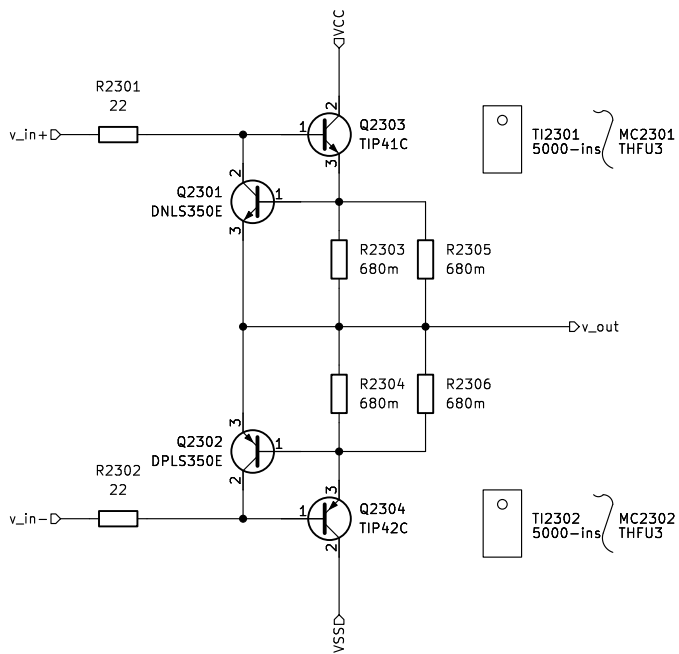 VCC
R2301
22
v_in+
1
2
3
Q2303
TIP41C
TI2301
5000-ins
MC2301
THFU3
Q2301
DNLS350E
2
1
3
R2303
680m
R2305
680m
v_out
R2304
680m
R2306
680m
Q2302
DPLS350E
3
1
2
R2302
22
v_in-
1
3
2
Q2304
TIP42C
TI2302
5000-ins
MC2302
THFU3
VSS